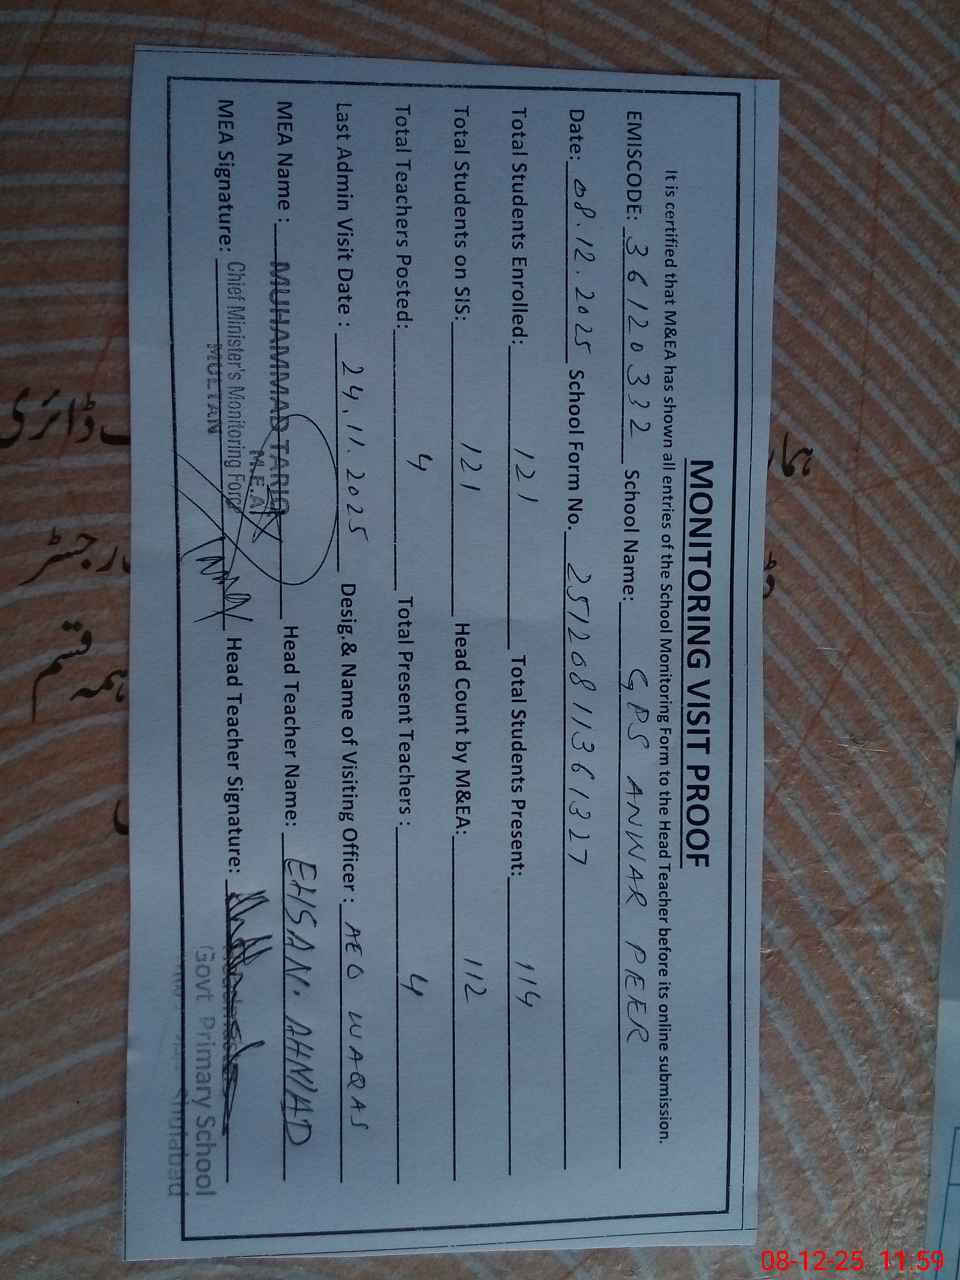 MONITORING VISIT PROOF
It is certified that M&EA has shown all entries of the School Monitoring Form to the Head Teacher before its online submission.
EMISCODE: 36120332 School Name: GPS ANWAR PEER
Date: 08.12.2025 School Form No. 25120811361327
Total Students Enrolled: 121 Total Students Present: 114
Total Students on SIS: 121 Head Count by M&EA: 112
Total Teachers Posted: 4 Total Present Teachers : 4
Last Admin Visit Date : 24.11.2025 Desig.& Name of Visiting Officer : AEO WAQAS
MEA Name : MUHAMMAD TARIQ Head Teacher Name: EHSAN. AHMAD
M.E.A
MEA Signature: Chief Minister's Monitoring Force Head Teacher Signature:
MULTAN
Govt Primary School
ڈائری
رجسٹر
ہمہ قسم
08-12-25 11:59